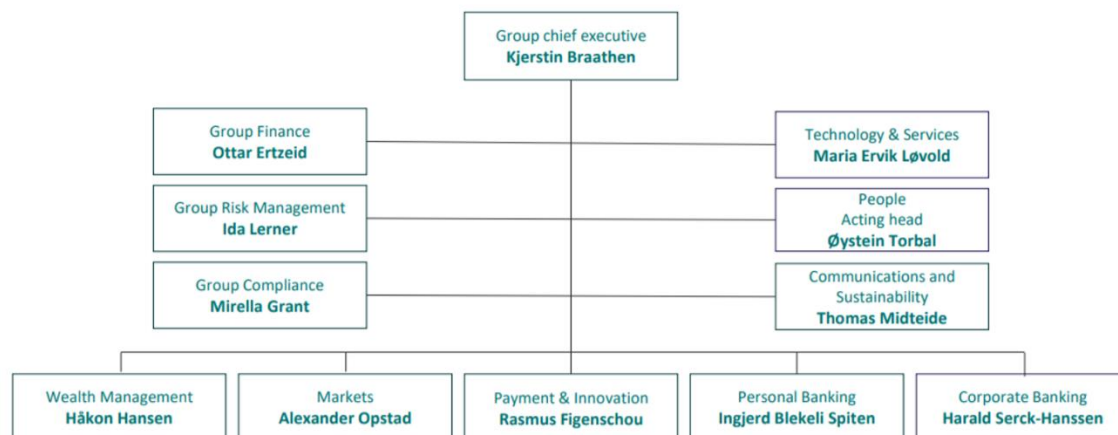 Group chief executive
Kjerstin Braathen
Group Finance
Ottar Ertzeid
Technology & Services
Maria Ervik Løvold
Group Risk Management
Ida Lerner
People
Acting head
Øystein Torbal
Group Compliance
Mirella Grant
Communications and
Sustainability
Thomas Midteide
Wealth Management
Håkon Hansen
Markets
Alexander Opstad
Payment & Innovation
Rasmus Figenschou
Personal Banking
Ingjerd Blekeli Spiten
Corporate Banking
Harald Serck-Hanssen